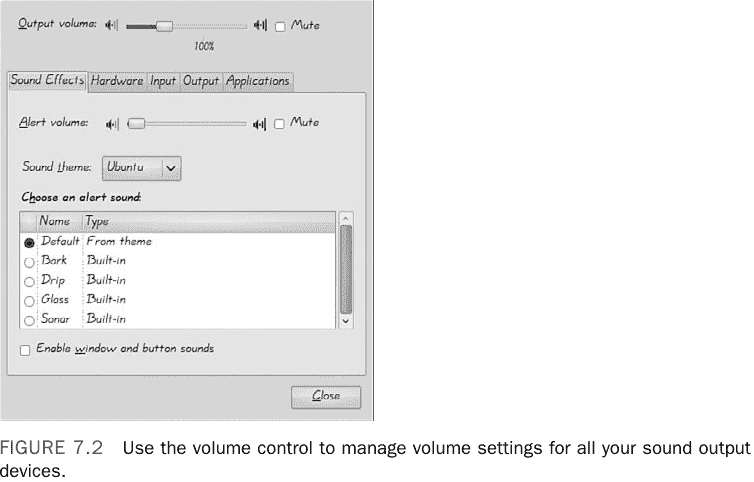 Output volume: Mute
100%
Sound Effects Hardware Input Output Applications
Alert volume: Mute
Sound theme: Ubuntu
Choose an alert sound:
Name Type
Default From theme
Bark Built-in
Drip Built-in
Glass Built-in
Sonar Built-in
Enable window and button sounds
Close
FIGURE 7.2 Use the volume control to manage volume settings for all your sound output
devices.